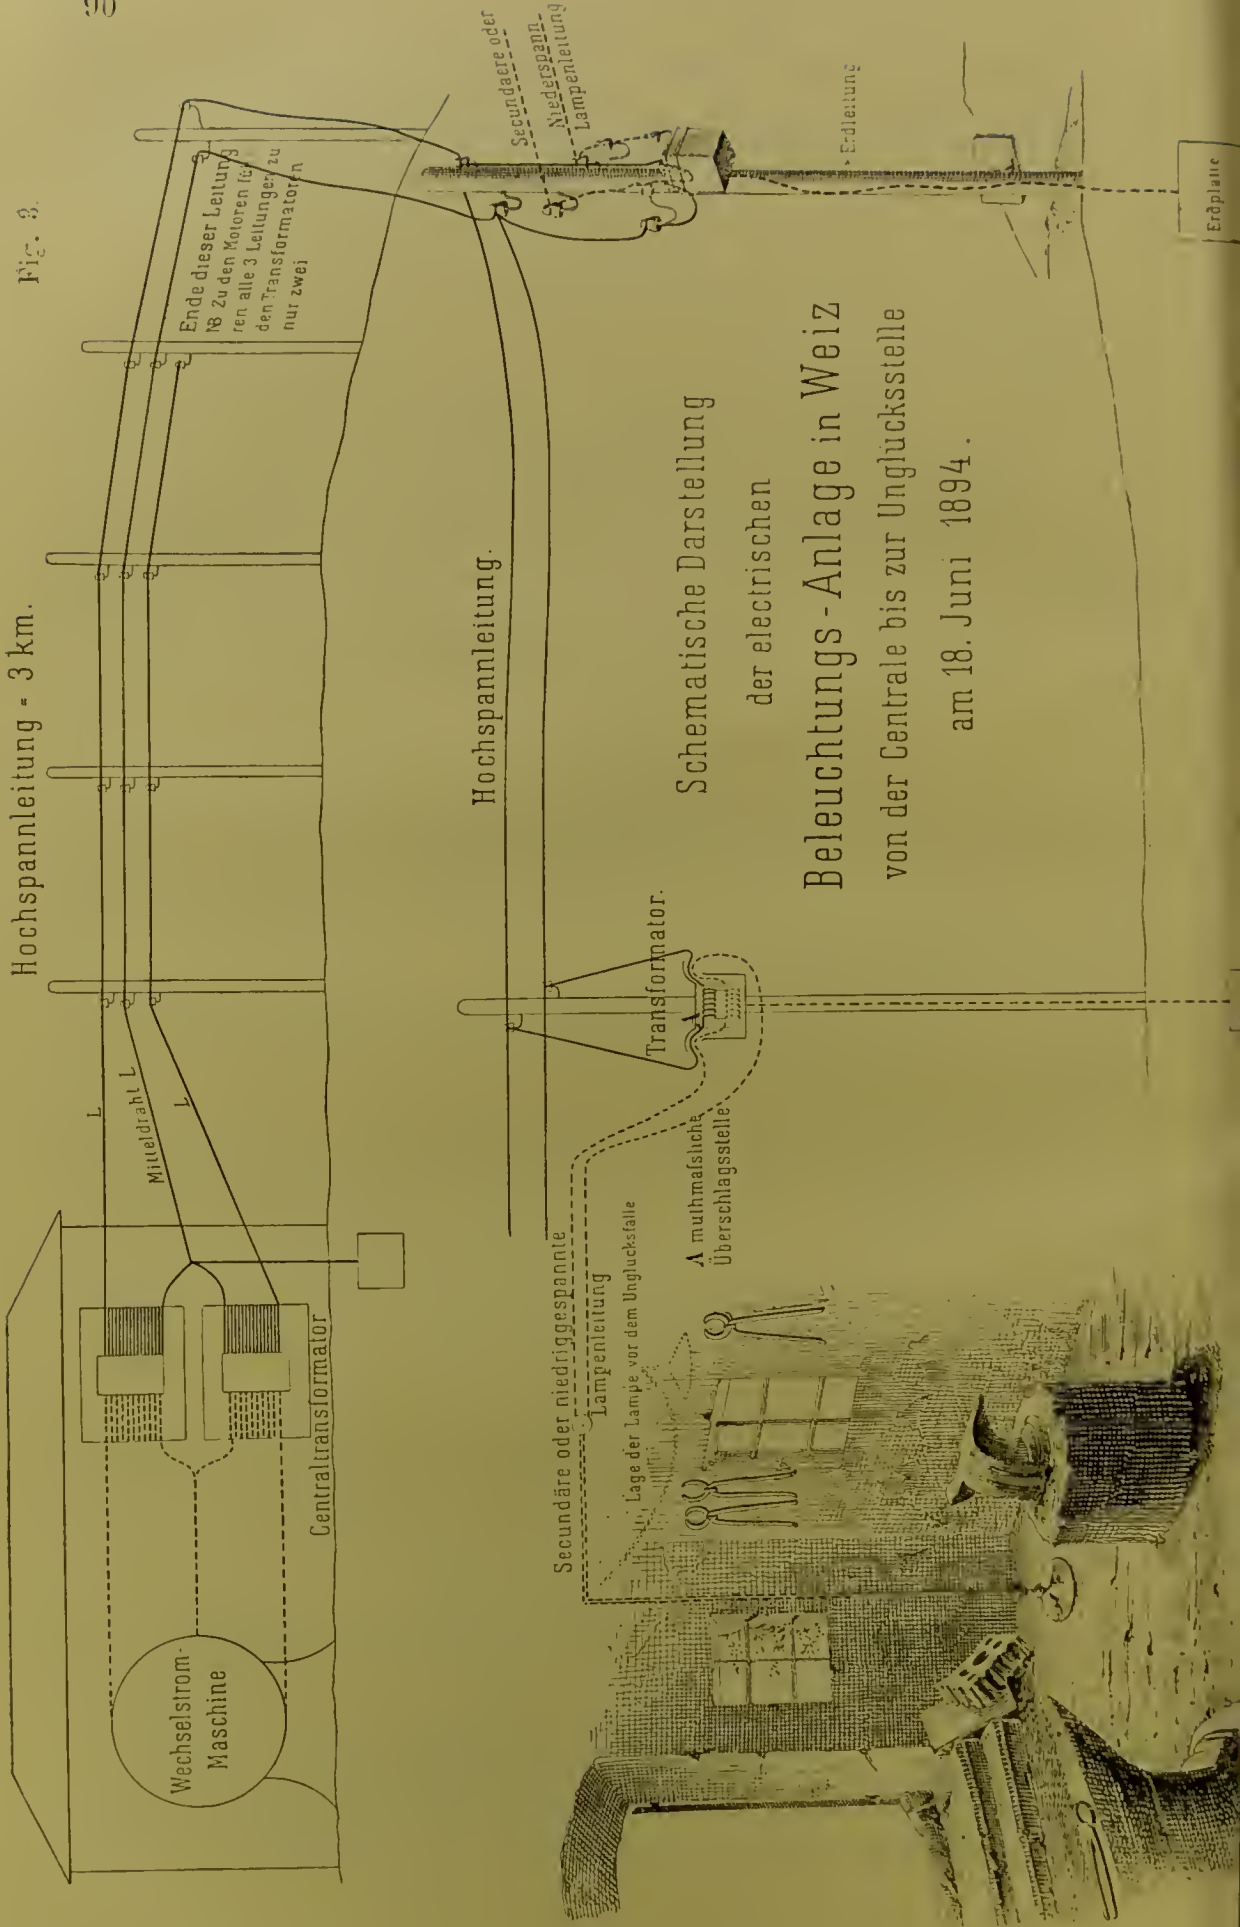 Fig. 3.
Hochspannleitung = 3 km.
L
Mitteldraht L
L
Wechselstrom-
Maschine
Centraltransformator
Ende dieser Leitung
NB Zu den Motoren füh
ren alle 3 Leitungen, zu
den Transformatoren
nur zwei
Hochspannleitung.
Secundaere oder
Niederspann-
Lampenleitung
Erdleitung
Erdplatte
Transformator.
A
Secundäre oder niedriggespannte
Lampenleitung
Lage der Lampe vor dem Unglücksfalle
A muthmafsliche
Überschlagsstelle
Schematische Darstellung
der electrischen
Beleuchtungs-Anlage in Weiz
von der Centrale bis zur Unglücksstelle
am 18. Juni 1894.